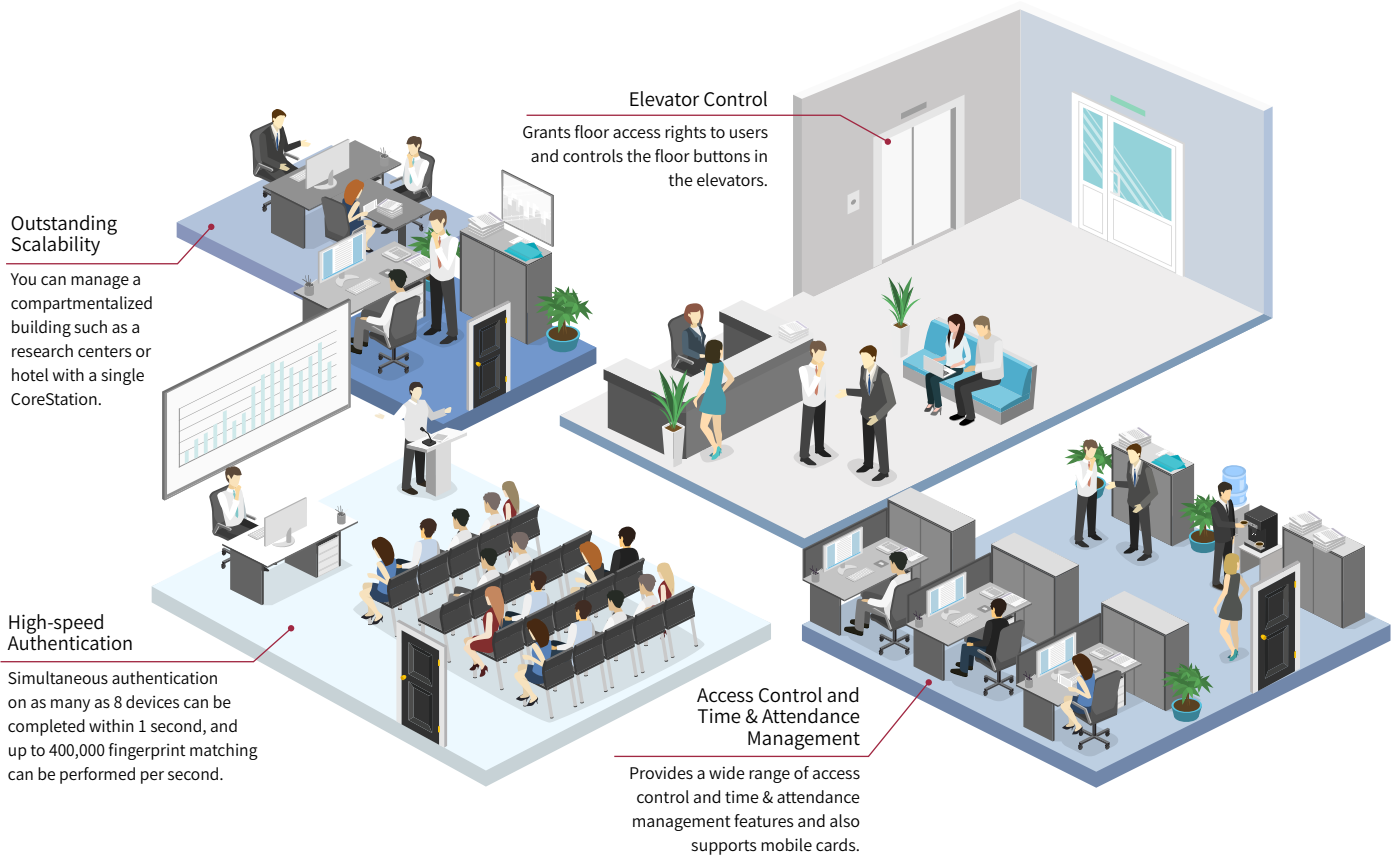 Elevator Control
Grants floor access rights to users
and controls the floor buttons in
the elevators.
Outstanding
Scalability
You can manage a
compartmentalized
building such as a
research centers or
hotel with a single
CoreStation.
High-speed
Authentication
Simultaneous authentication
on as many as 8 devices can be
completed within 1 second, and
up to 400,000 fingerprint matching
can be performed per second.
Access Control and
Time & Attendance
Management
Provides a wide range of access
control and time & attendance
management features and also
supports mobile cards.